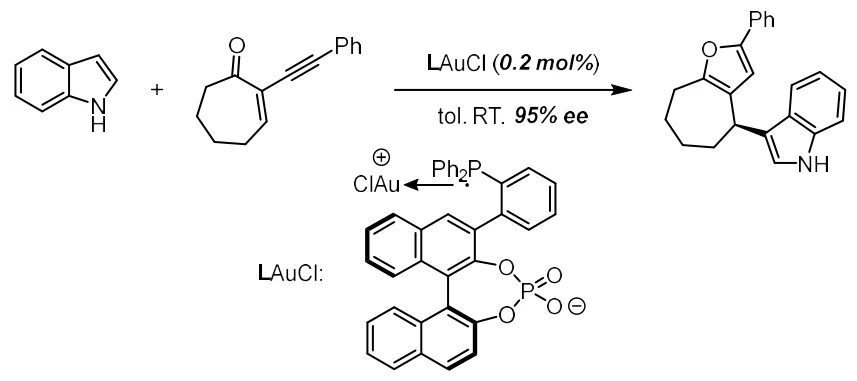 Ph
O
Ph
O
LAuCl (0.2 mol%)
+
N
H
tol. RT. 95% ee
NH
⊕
Ph2P
ClAu
O
O
LAuCl:
P
O
O ⊖